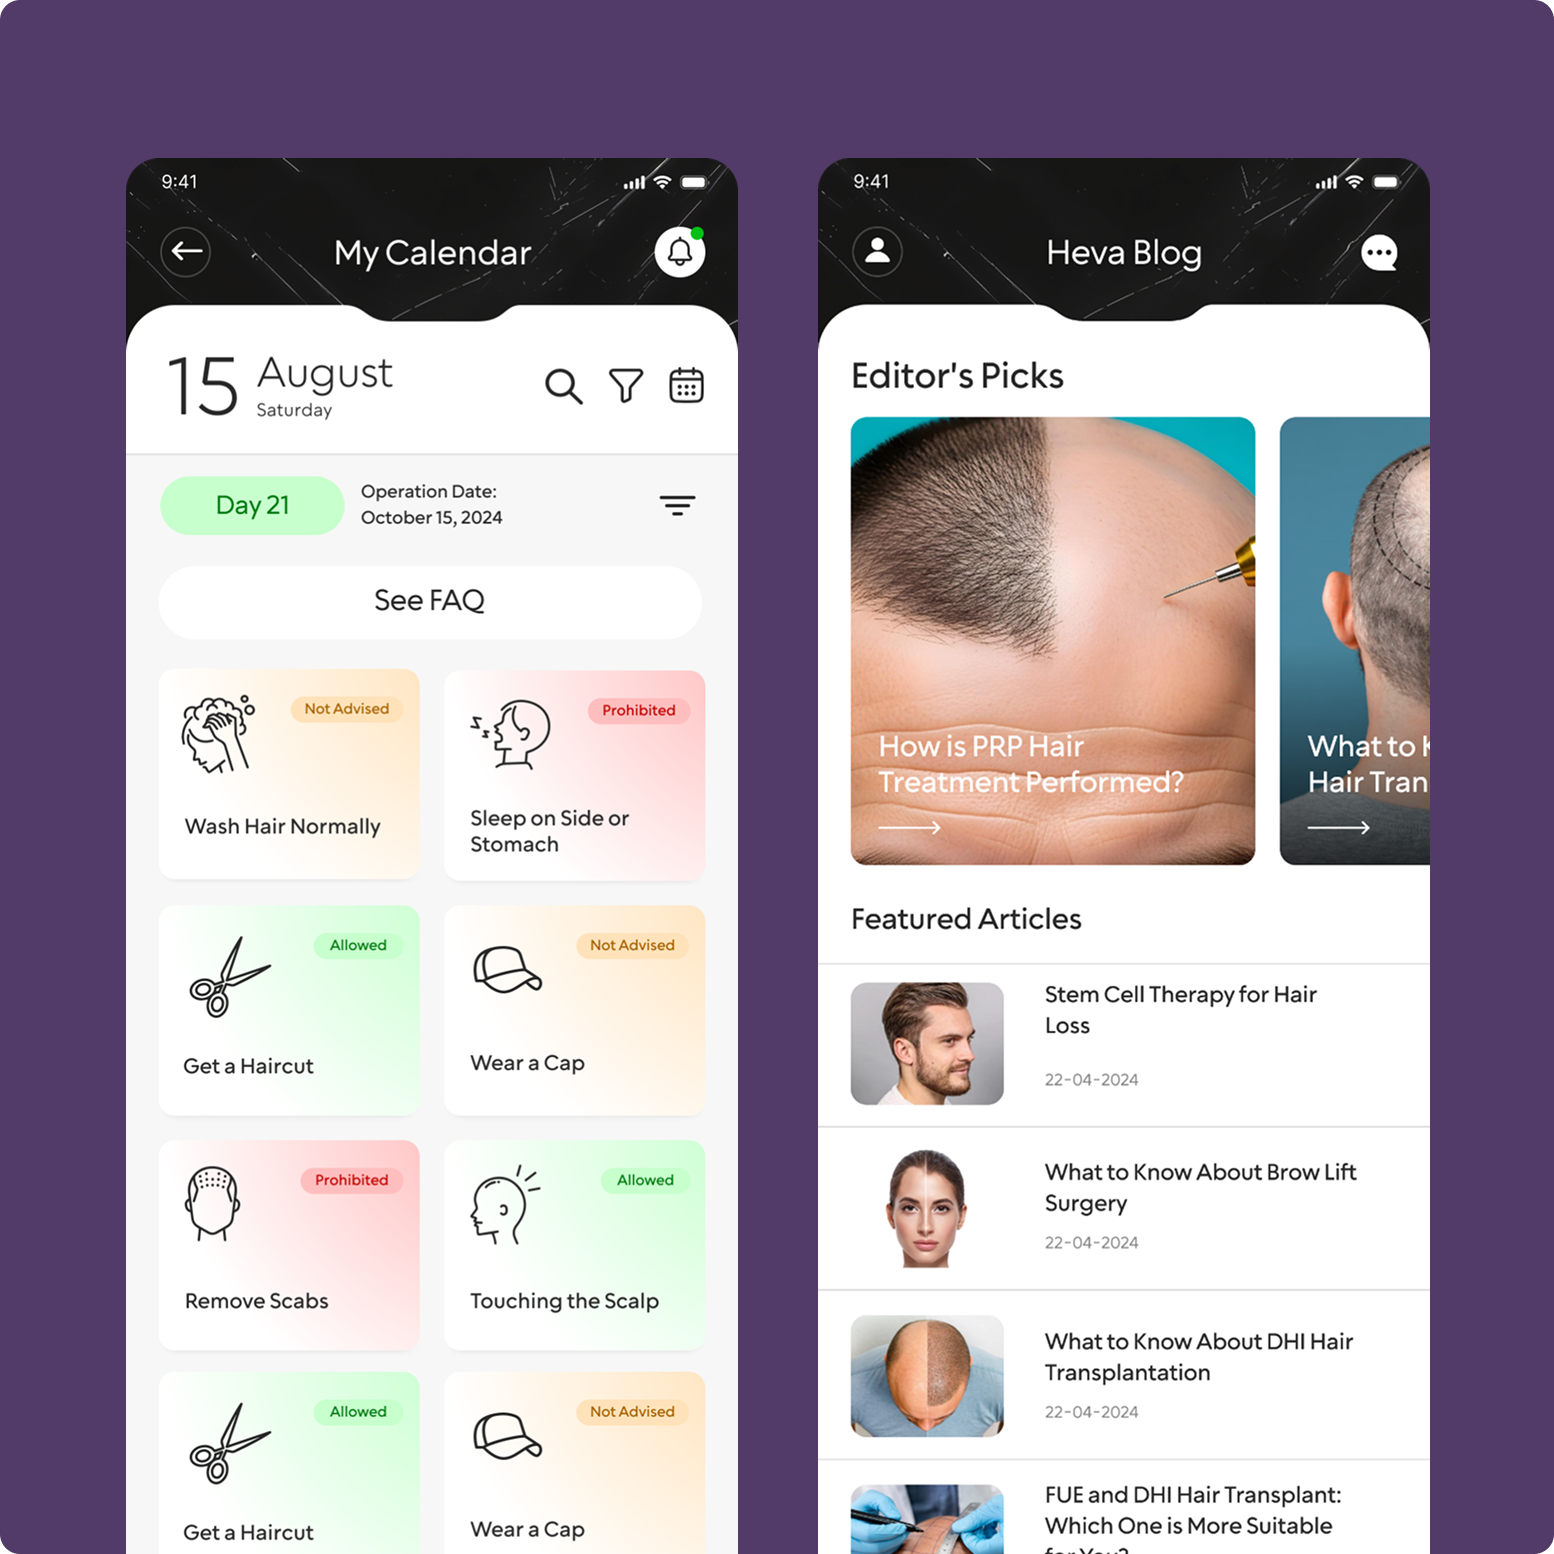 9:41
My Calendar
15
August
Saturday
Day 21
Operation Date:
October 15, 2024
See FAQ
Not Advised
Wash Hair Normally
Prohibited
Sleep on Side or
Stomach
Allowed
Get a Haircut
Not Advised
Wear a Cap
Prohibited
Remove Scabs
Allowed
Touching the Scalp
Allowed
Get a Haircut
Not Advised
Wear a Cap
9:41
Heva Blog
Editor's Picks
How is PRP Hair
Treatment Performed?
What to
Hair Tran
Featured Articles
Stem Cell Therapy for Hair
Loss
22-04-2024
What to Know About Brow Lift
Surgery
22-04-2024
What to Know About DHI Hair
Transplantation
22-04-2024
FUE and DHI Hair Transplant:
Which One is More Suitable
for You?